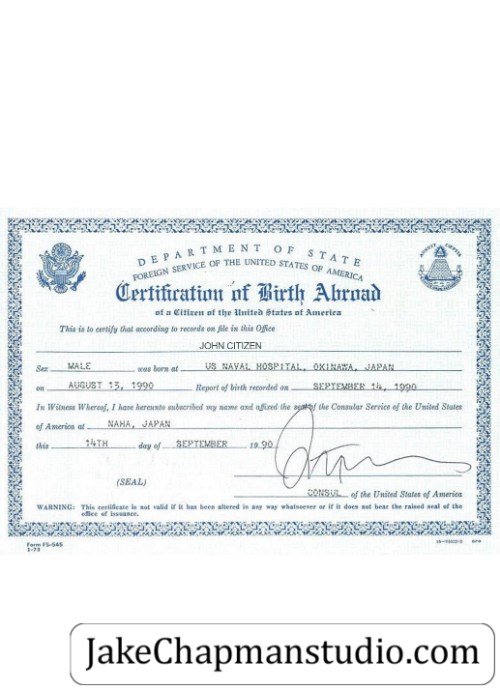 DEPARTMENT OF STATE
FOREIGN SERVICE OF THE UNITED STATES OF AMERICA
Certification of Birth Abroad
of a Citizen of the United States of America
This is to certify that according to records on file in this Office
JOHN CITIZEN
Sex MALE was born at US NAVAL HOSPITAL, OKINAWA, JAPAN
on AUGUST 13, 1990 Report of birth recorded on SEPTEMBER 14, 1990
In Witness Whereof, I have hereunto subscribed my name and affixed the seal of the Consular Service of the United States
of America at NAHA, JAPAN
this 14TH day of SEPTEMBER 19 90
(SEAL)
CONSUL of the United States of America
WARNING: This certificate is not valid if it has been altered in any way whatsoever or if it does not bear the raised seal of the
office of issuance.
Form FS-545
1-73
JakeChapmanstudio.com